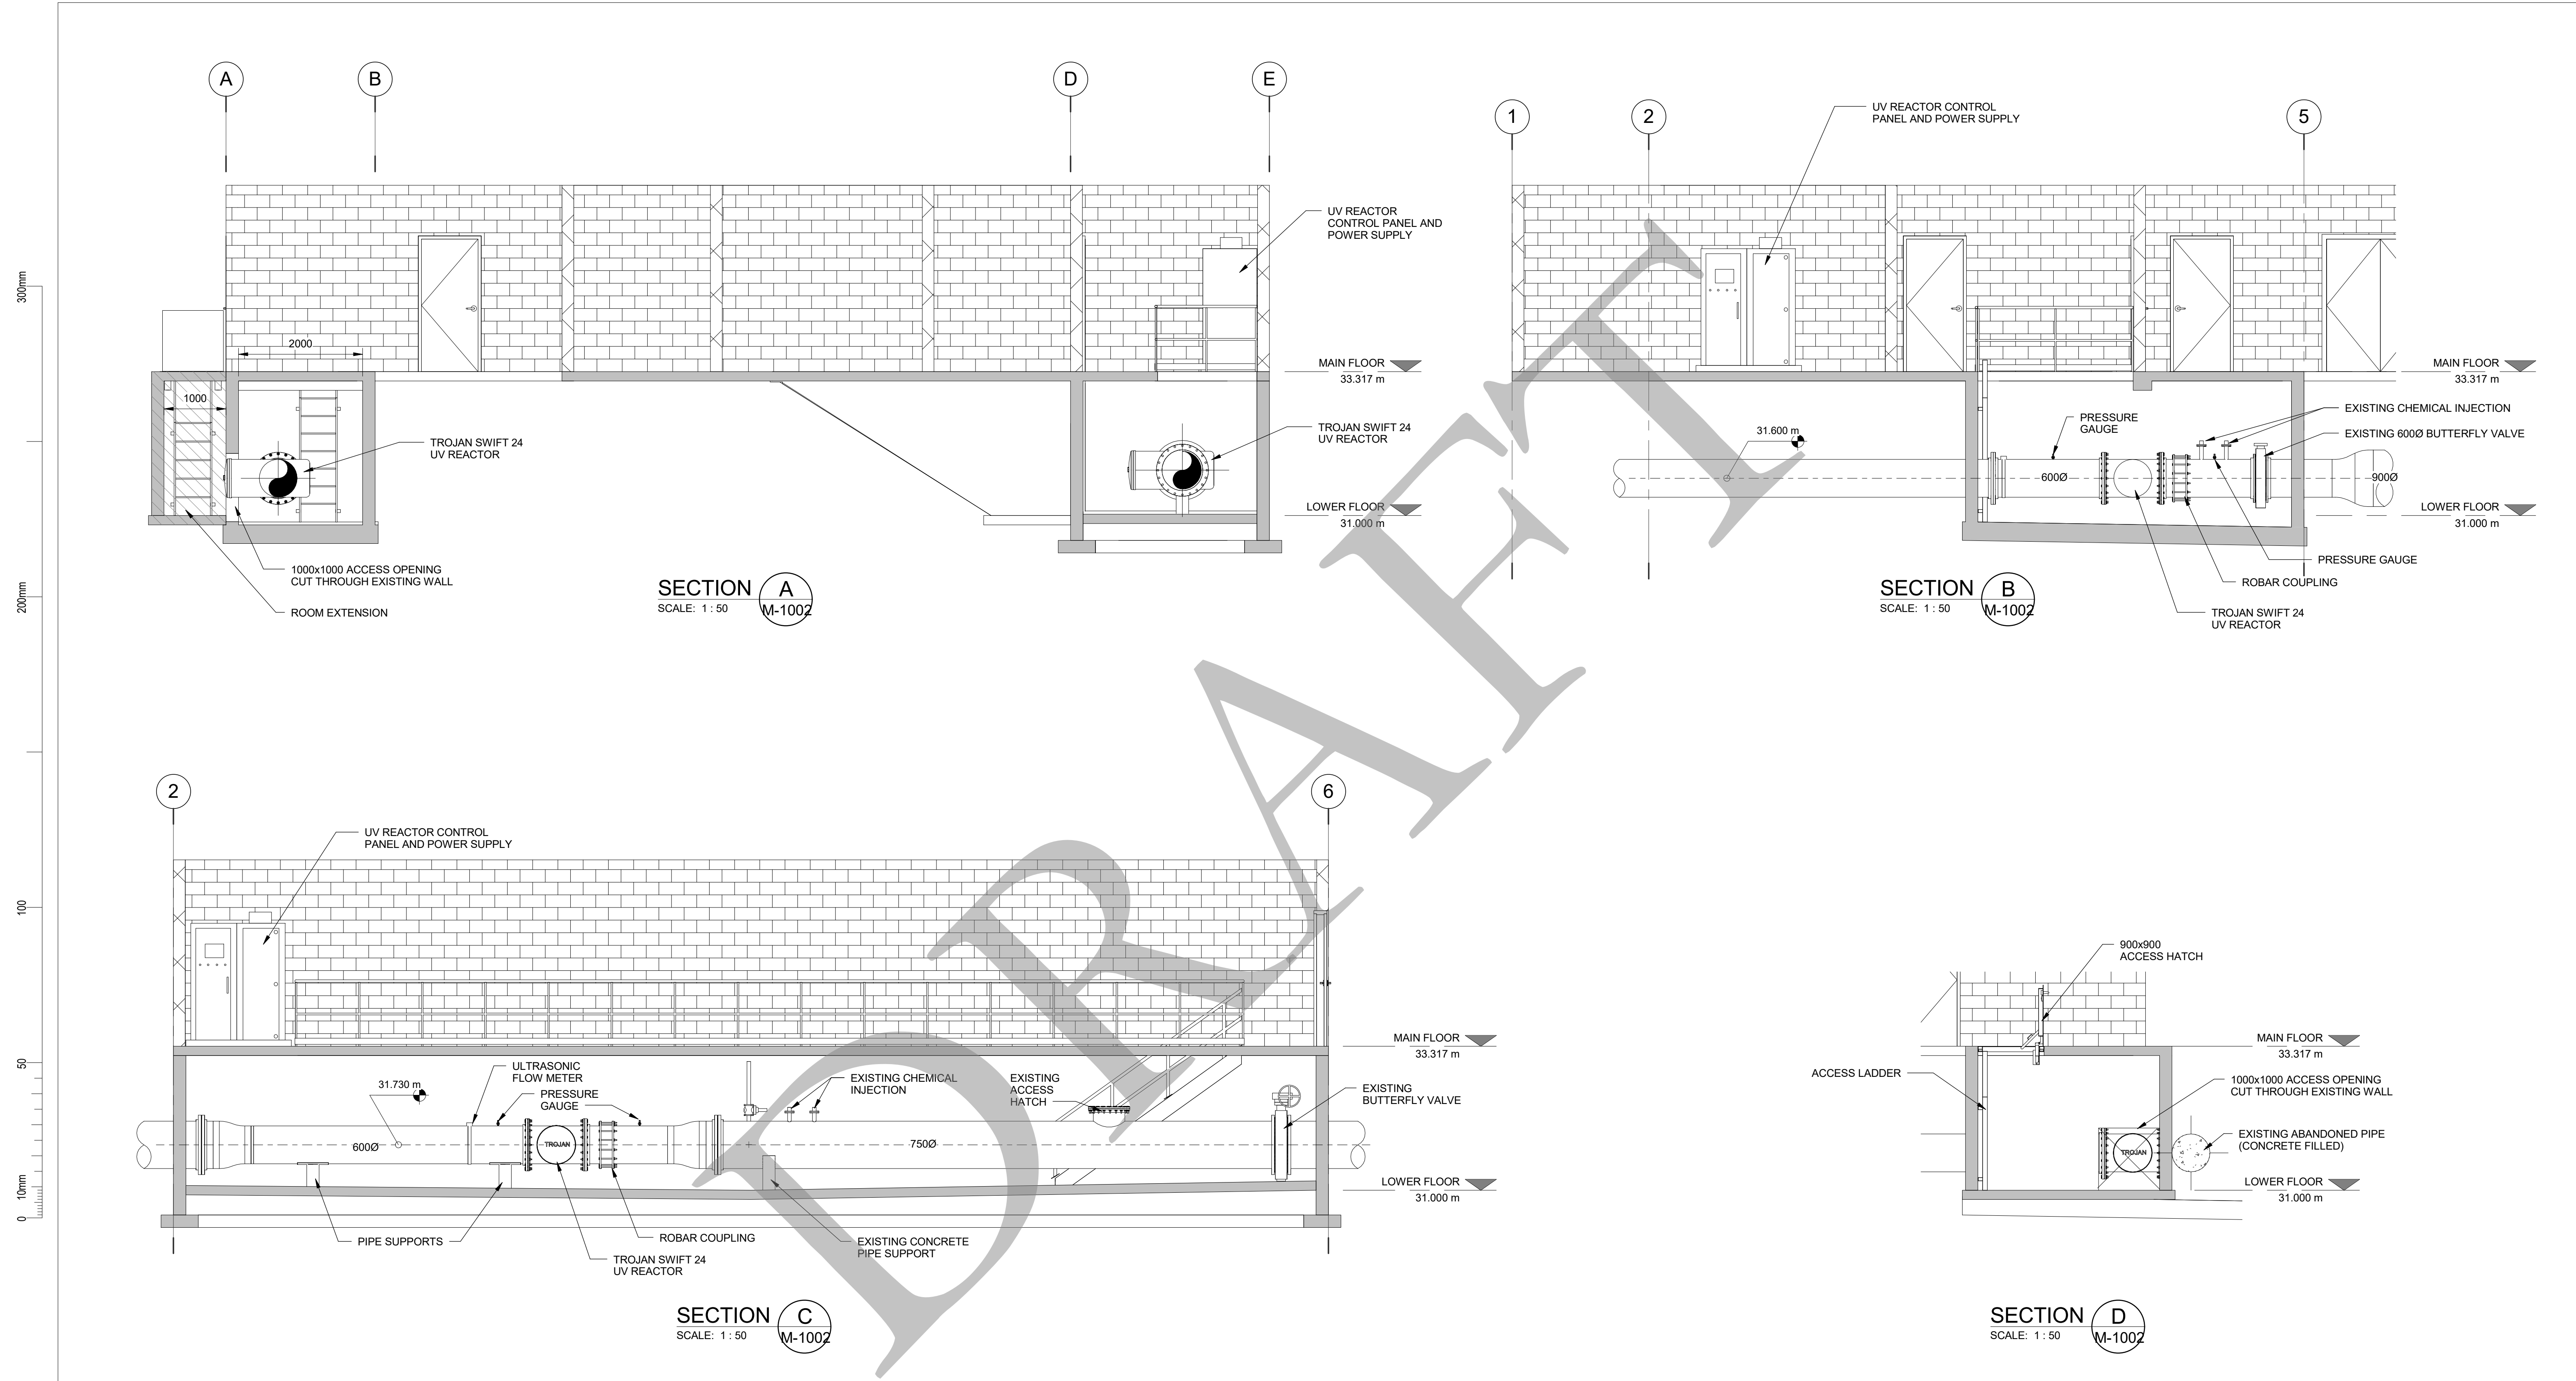 A
B
D
E
UV REACTOR
CONTROL PANEL AND
POWER SUPPLY
2000
1000
MAIN FLOOR
33.317 m
TROJAN SWIFT 24
UV REACTOR
TROJAN SWIFT 24
UV REACTOR
LOWER FLOOR
31.000 m
1000x1000 ACCESS OPENING
CUT THROUGH EXISTING WALL
ROOM EXTENSION
SECTION A
SCALE: 1 : 50 M-1002
1
2
5
UV REACTOR CONTROL
PANEL AND POWER SUPPLY
MAIN FLOOR
33.317 m
31.600 m
PRESSURE
GAUGE
EXISTING CHEMICAL INJECTION
EXISTING 600Ø BUTTERFLY VALVE
600Ø
900Ø
LOWER FLOOR
31.000 m
PRESSURE GAUGE
ROBAR COUPLING
TROJAN SWIFT 24
UV REACTOR
SECTION B
SCALE: 1 : 50 M-1002
2
6
UV REACTOR CONTROL
PANEL AND POWER SUPPLY
MAIN FLOOR
33.317 m
31.730 m
ULTRASONIC
FLOW METER
PRESSURE
GAUGE
EXISTING CHEMICAL
INJECTION
EXISTING
ACCESS
HATCH
EXISTING
BUTTERFLY VALVE
600Ø
TROJAN
750Ø
LOWER FLOOR
31.000 m
PIPE SUPPORTS
ROBAR COUPLING
TROJAN SWIFT 24
UV REACTOR
EXISTING CONCRETE
PIPE SUPPORT
SECTION C
SCALE: 1 : 50 M-1002
900x900
ACCESS HATCH
MAIN FLOOR
33.317 m
ACCESS LADDER
1000x1000 ACCESS OPENING
CUT THROUGH EXISTING WALL
TROJAN
EXISTING ABANDONED PIPE
(CONCRETE FILLED)
LOWER FLOOR
31.000 m
SECTION D
SCALE: 1 : 50 M-1002
300mm
200mm
100
50
10mm
0
DRAFT